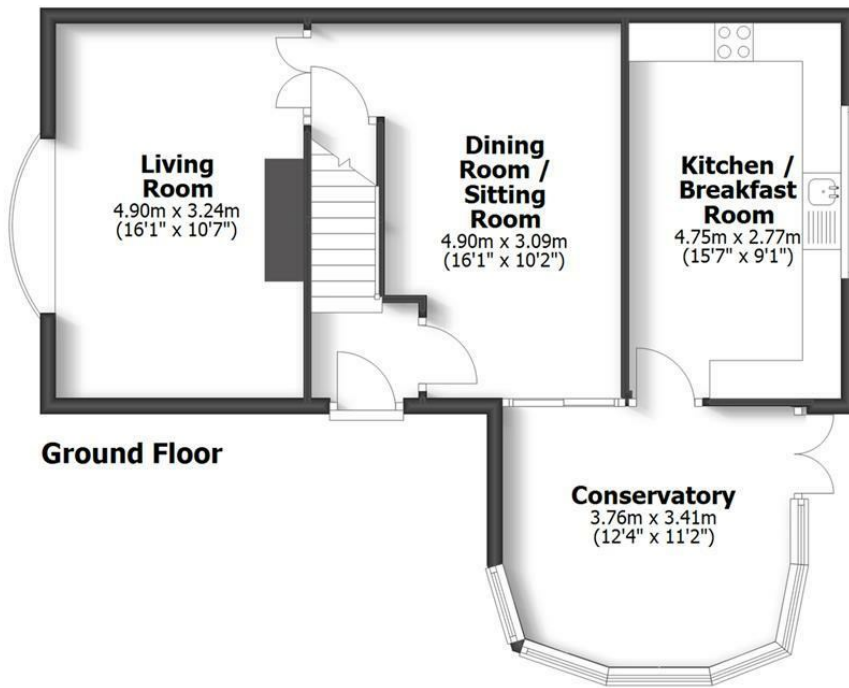 Living
Room
4.90m x 3.24m
(16'1" x 10'7")
Dining
Room /
Sitting
Room
4.90m x 3.09m
(16'1" x 10'2")
Kitchen /
Breakfast
Room
4.75m x 2.77m
(15'7" x 9'1")
Ground Floor
Conservatory
3.76m x 3.41m
(12'4" x 11'2")